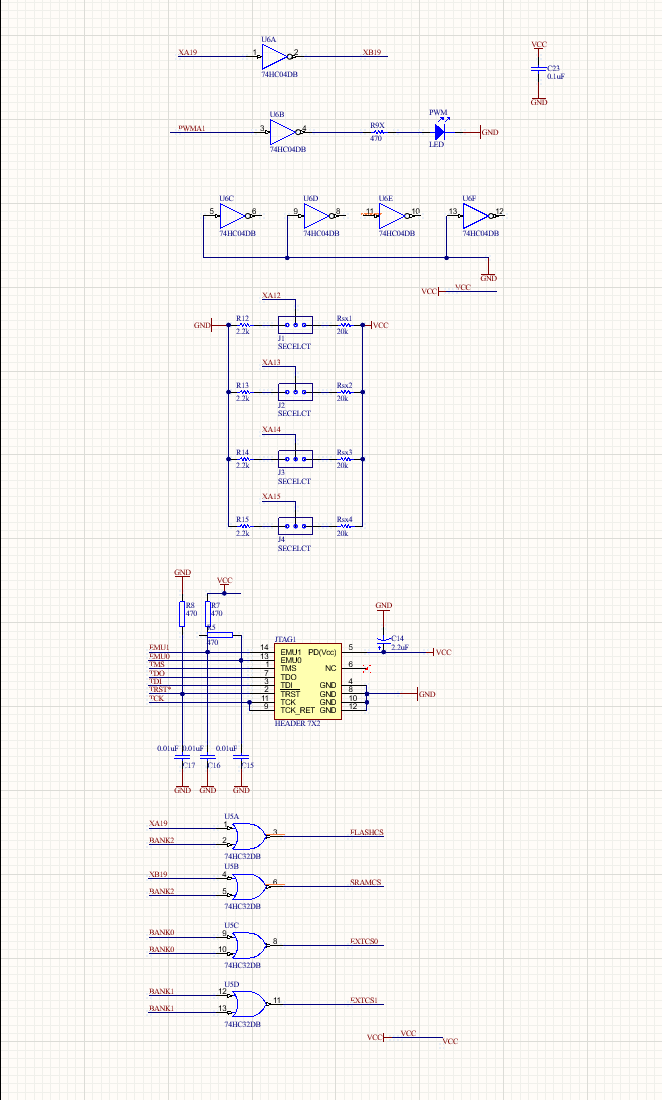 U6A
XA19 1 2 XB19
74HC04DB
VCC
C23
0.1uF
GND
U6B
PWMA1 3 4 R9X
470
74HC04DB
PWM
LED
GND
U6C U6D U6E U6F
5 6 9 8 11 10 13 12
74HC04DB 74HC04DB 74HC04DB 74HC04DB
GND
VCC VCC
XA12
GND R12 Rsx1 VCC
2.2k 20k
J1
SECELCT
XA13
R13 Rsx2
2.2k 20k
J2
SECELCT
XA14
R14 Rsx3
2.2k 20k
J3
SECELCT
XA15
R15 Rsx4
2.2k 20k
J4
SECELCT
GND
VCC
R8 R7
470 470
R5
470
GND
C14
2.2uF
VCC
JTAG1
EMU1 14 EMU1 PD(Vcc) 5
EMU0 13 EMU0
TMS 1 TMS NC 6
TDO 7 TDO
TDI 3 TDI GND 4
TRST* 2 TRST GND 8 GND
TCK 11 TCK GND 10
9 TCK_RET GND 12
HEADER 7X2
0.01uF 0.01uF 0.01uF
C17 C16 C15
GND GND GND
U5A
XA19 1 3 FLASHCS
BANK2 2
74HC32DB
U5B
XB19 4 6 SRAMCS
BANK2 5
74HC32DB
U5C
BANK0 9 8 EXTCS0
BANK0 10
74HC32DB
U5D
BANK1 12 11 EXTCS1
BANK1 13
74HC32DB
VCC VCC VCC